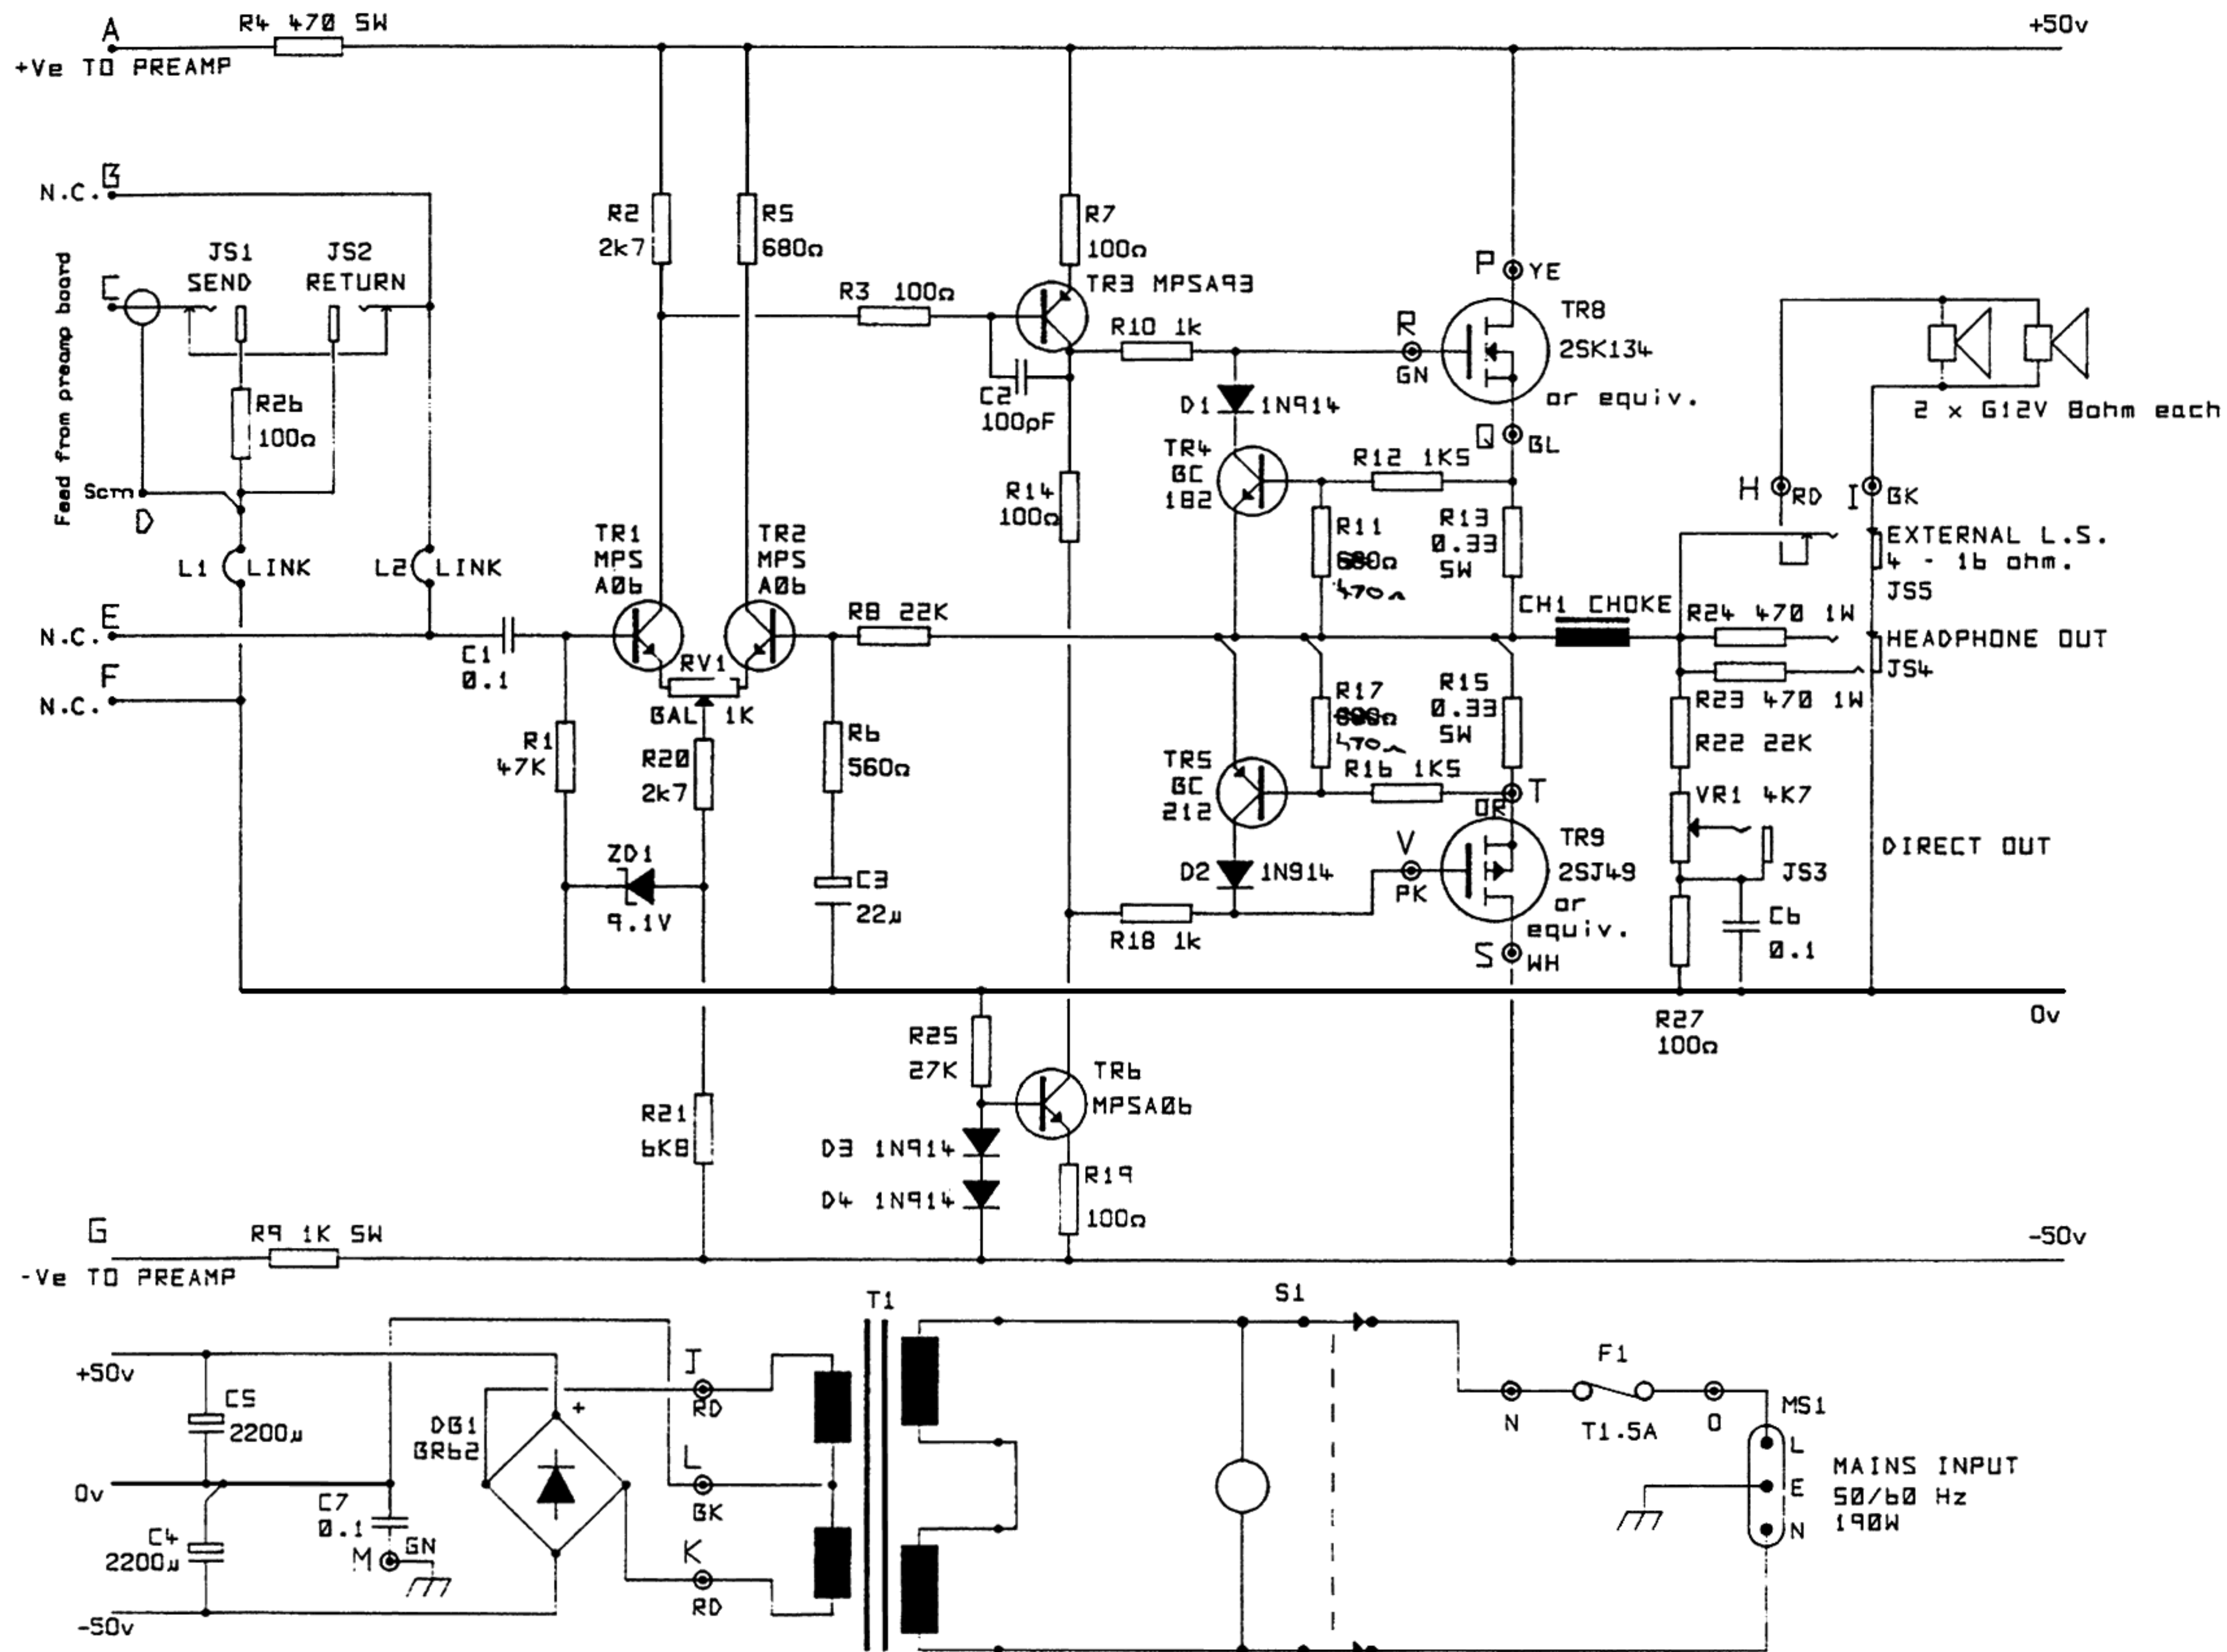 A
R4 470 5W
+50v
+Ve TO PREAMP
B
N.C.
Feed from preamp board
C
JS1
SEND
JS2
RETURN
R26
100Ω
Scrn
D
L1
LINK
L2
LINK
E
N.C.
F
N.C.
C1
0.1
R2
2k7
R5
680Ω
R3 100Ω
R7
100Ω
TR3 MPSA93
C2
100pF
R10 1k
R
GN
P
YE
TR8
2SK134
or equiv.
Q
BL
D1
1N914
TR4
BC
182
R12 1K5
R14
100Ω
R11
680Ω
470Ω
R13
0.33
5W
TR1
MPS
A06
TR2
MPS
A06
R8 22K
RV1
BAL
1K
R1
47K
R20
2k7
R6
560Ω
ZD1
9.1V
C3
22µ
R17
680Ω
470Ω
R15
0.33
5W
TR5
BC
212
R16 1K5
T
OR
D2
1N914
V
PK
TR9
2SJ49
or
equiv.
R18 1k
S
WH
CH1 CHOKE
2 x G12V 8ohm each
H
RD
I
BK
EXTERNAL L.S.
4 - 16 ohm.
JS5
R24 470 1W
HEADPHONE OUT
JS4
R23 470 1W
R22 22K
VR1 4K7
DIRECT OUT
JS3
C6
0.1
0v
R27
100Ω
R25
27K
TR6
MPSA06
R21
6K8
D3 1N914
D4 1N914
R19
100Ω
G
R9 1K 5W
-50v
-Ve TO PREAMP
T1
S1
+50v
C5
2200µ
DB1
BR62
+
J
RD
L
BK
K
RD
0v
C7
0.1
C4
2200µ
M
GN
-50v
F1
N
T1.5A
O
MS1
L
E
N
MAINS INPUT
50/60 Hz
190W